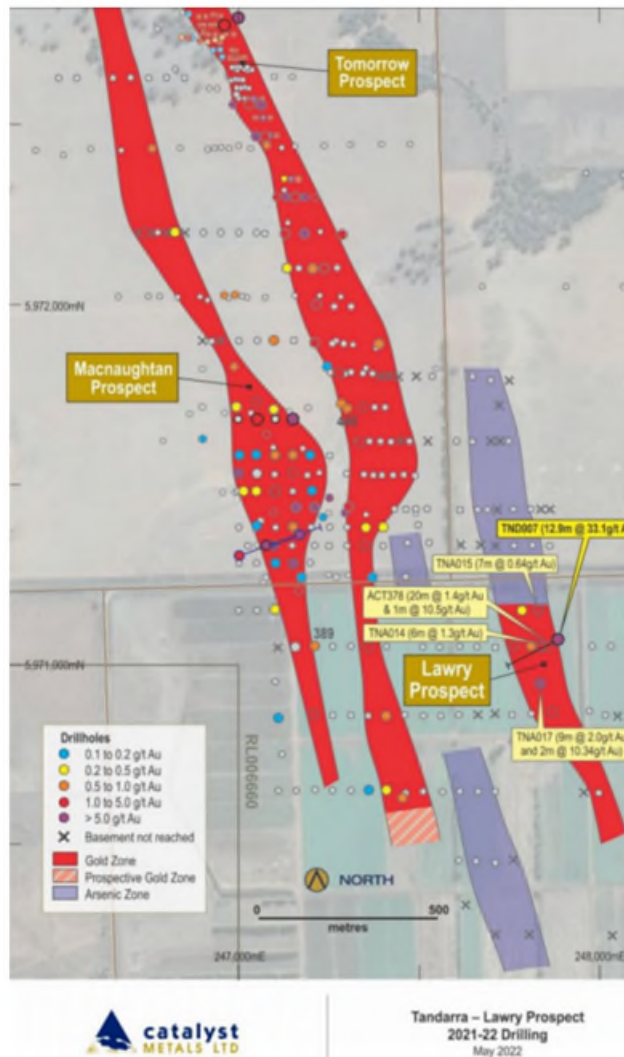 Tomorrow
Prospect
5,972,000mN
Macnaughtan
Prospect
TND007 (12.9m @ 33.1g/t Au)
TNA015 (7m @ 0.64g/t Au)
ACT378 (20m @ 1.4g/t Au
& 1m @ 10.5g/t Au)
TNA014 (6m @ 1.3g/t Au)
389
5,971,000mN
Lawry
Prospect
TNA017 (9m @ 2.0g/t Au
and 2m @ 10.34g/t Au)
RL006660
Drillholes
0.1 to 0.2 g/t Au
0.2 to 0.5 g/t Au
0.5 to 1.0 g/t Au
1.0 to 5.0 g/t Au
> 5.0 g/t Au
Basement not reached
Gold Zone
Prospective Gold Zone
Arsenic Zone
NORTH
0 500
metres
247,000mE
248,000mE
catalyst
METALS LTD
Tandarra – Lawry Prospect
2021-22 Drilling
May 2022